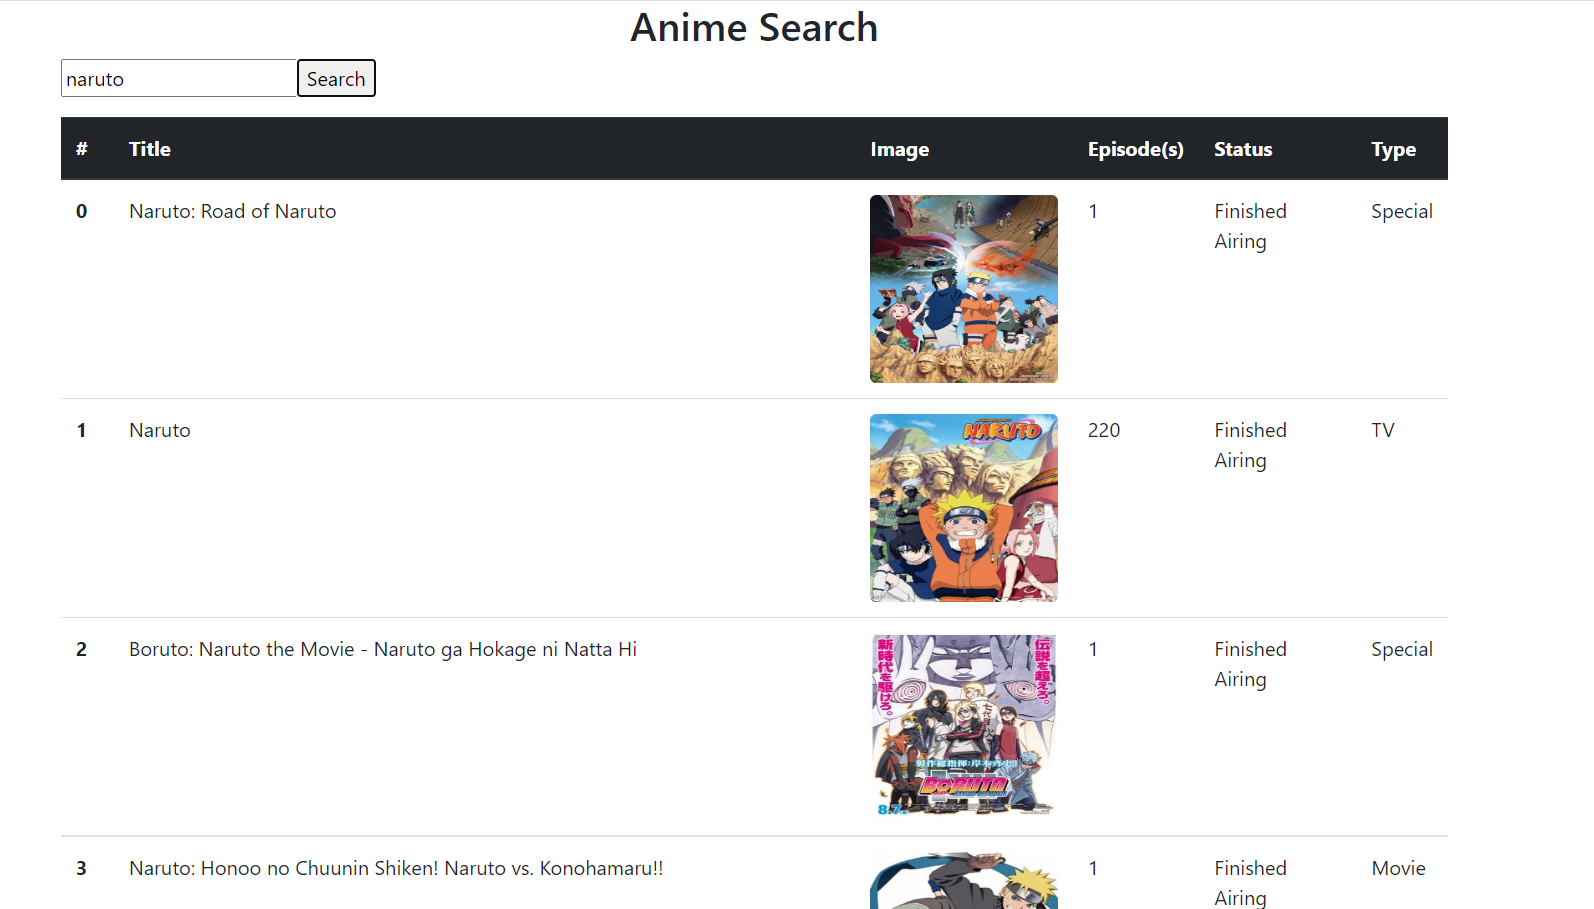 Anime Search
naruto Search
# Title Image Episode(s) Status Type
0 Naruto: Road of Naruto 1 Finished Special
Airing
1 Naruto 220 Finished TV
Airing
NARUTO
2 Boruto: Naruto the Movie - Naruto ga Hokage ni Natta Hi 1 Finished Special
Airing
伝説を超えろ。
新時代を駆けろ。
BORUTO
8.7
3 Naruto: Honoo no Chuunin Shiken! Naruto vs. Konohamaru!! 1 Finished Movie
Airing